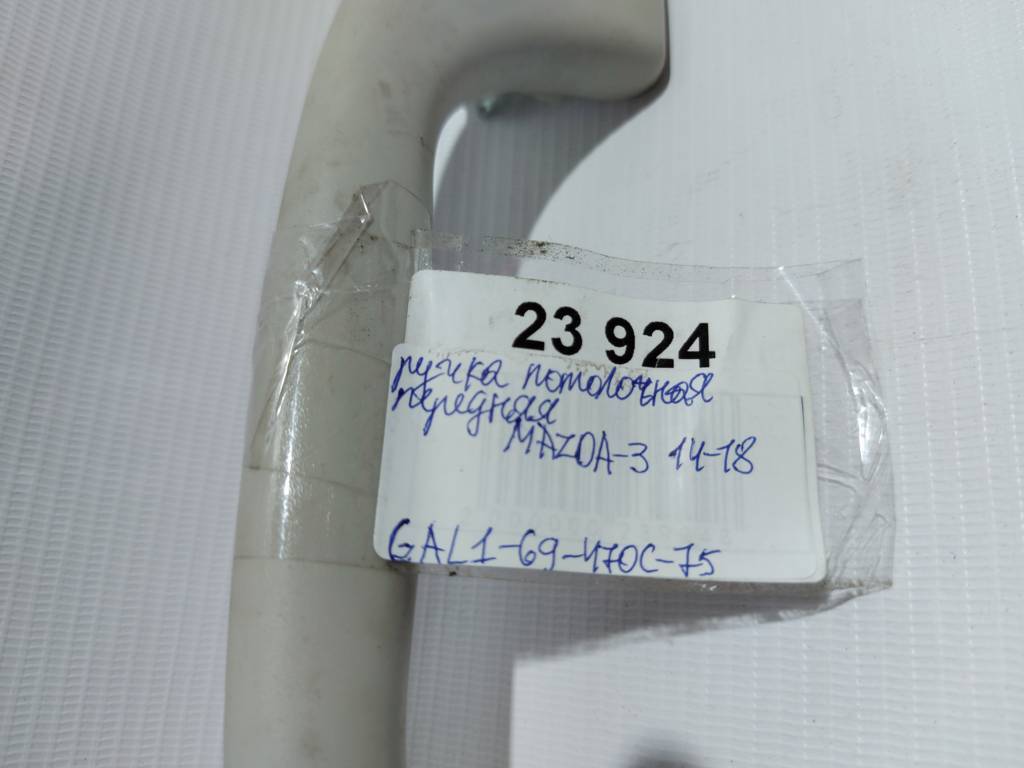 23 924
ручка потолочная
передняя
MAZDA-3 14-18
GAL1-69-470C-75